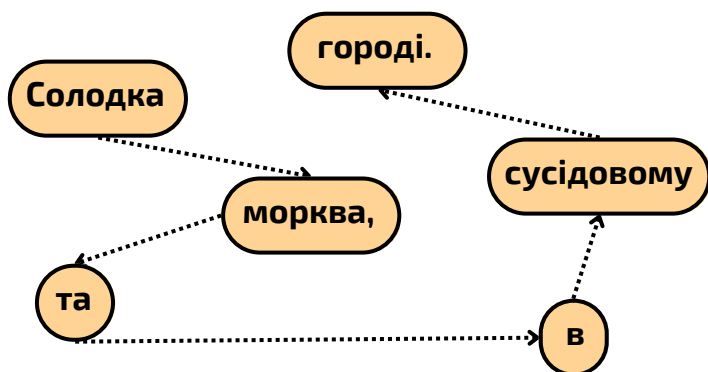 Солодка
морква,
та
в
сусідовому
городі.